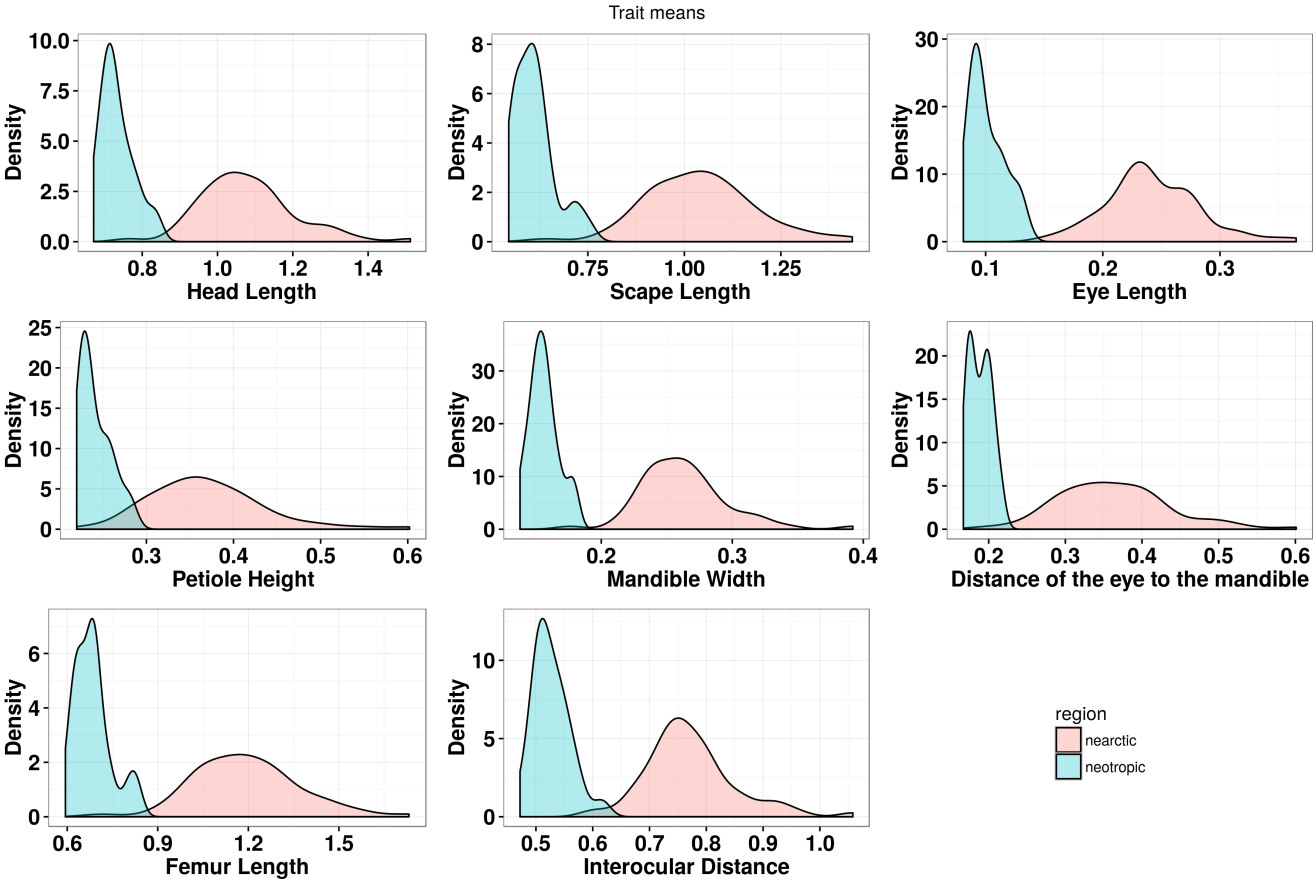 Trait means
Density
10.0
7.5
5.0
2.5
0.0
0.8 1.0 1.2 1.4
Head Length
Density
8
6
4
2
0
0.75 1.00 1.25
Scape Length
Density
30
20
10
0
0.1 0.2 0.3
Eye Length
Density
25
20
15
10
5
0
0.3 0.4 0.5 0.6
Petiole Height
Density
30
20
10
0
0.2 0.3 0.4
Mandible Width
Density
20
15
10
5
0
0.2 0.3 0.4 0.5 0.6
Distance of the eye to the mandible
Density
6
4
2
0
0.6 0.9 1.2 1.5
Femur Length
Density
10
5
0
0.5 0.6 0.7 0.8 0.9 1.0
Interocular Distance
region
nearctic
neotropic